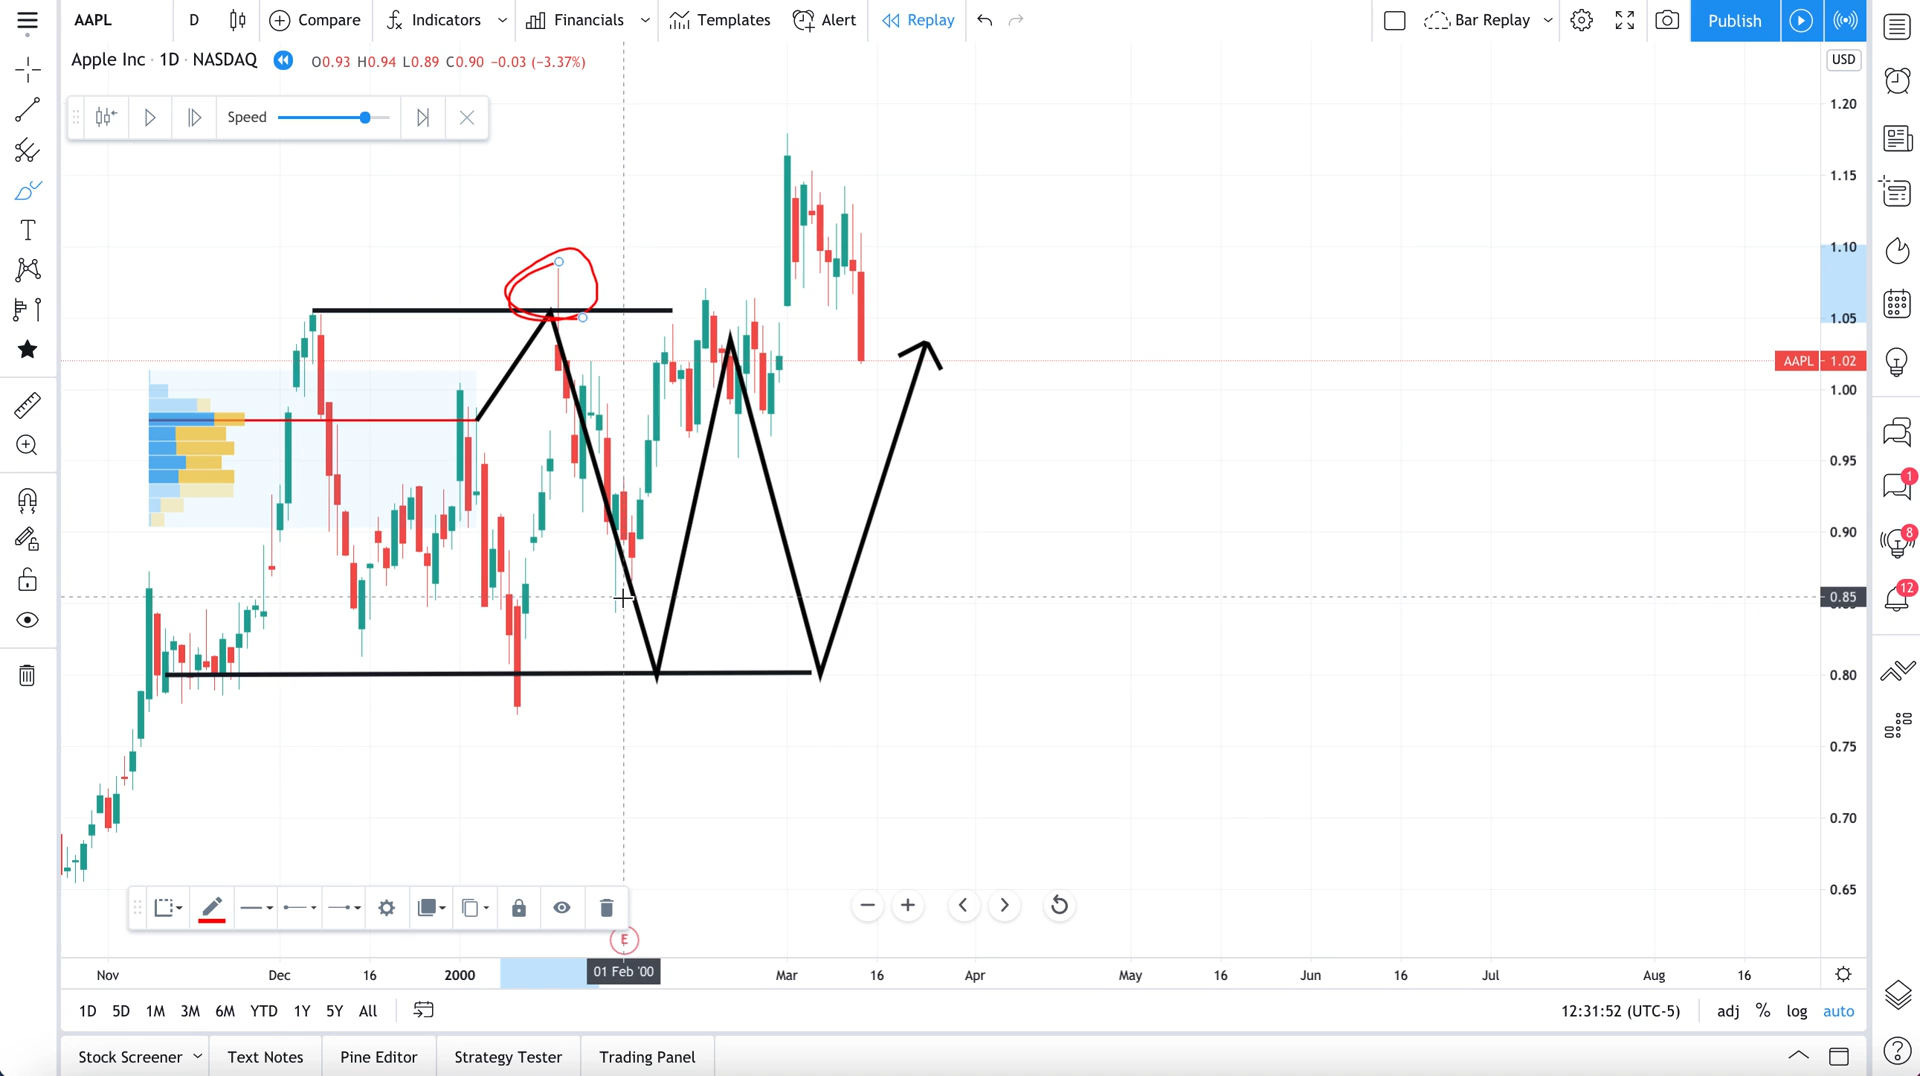 AAPL D Compare Indicators Financials Templates Alert Replay Bar Replay Publish
Apple Inc · 1D · NASDAQ O0.93 H0.94 L0.89 C0.90 −0.03 (−3.37%)
USD
Speed
1.20
1.15
1.10
1.05
AAPL 1.02
1.00
0.95
0.90
0.85
0.80
0.75
0.70
0.65
1
8
12
E
Nov Dec 16 2000 01 Feb '00 Mar 16 Apr May 16 Jun 16 Jul Aug 16
1D 5D 1M 3M 6M YTD 1Y 5Y All 12:31:52 (UTC-5) adj % log auto
Stock Screener Text Notes Pine Editor Strategy Tester Trading Panel